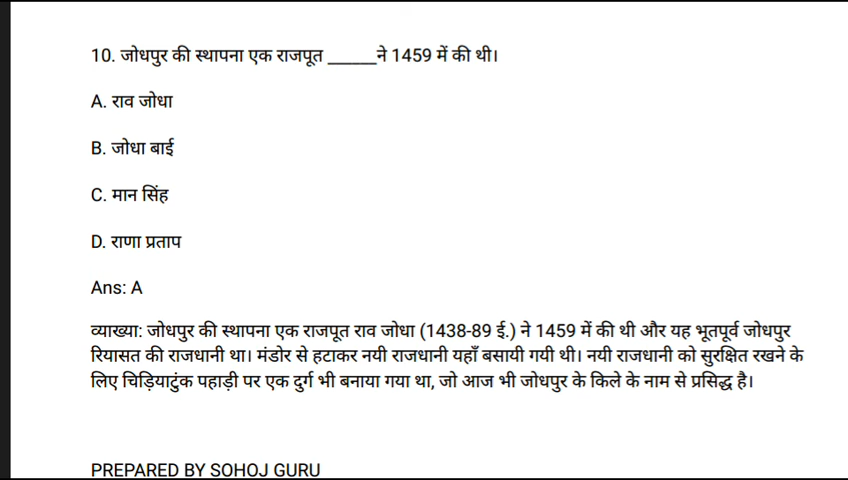 10. जोधपुर की स्थापना एक राजपूत ______ने 1459 में की थी।
A. राव जोधा
B. जोधा बाई
C. मान सिंह
D. राणा प्रताप
Ans: A
व्याख्या: जोधपुर की स्थापना एक राजपूत राव जोधा (1438-89 ई.) ने 1459 में की थी और यह भूतपूर्व जोधपुर
रियासत की राजधानी था। मंडोर से हटाकर नयी राजधानी यहाँ बसायी गयी थी। नयी राजधानी को सुरक्षित रखने के
लिए चिड़ियाटुंक पहाड़ी पर एक दुर्ग भी बनाया गया था, जो आज भी जोधपुर के किले के नाम से प्रसिद्ध है।
PREPARED BY SOHOJ GURU